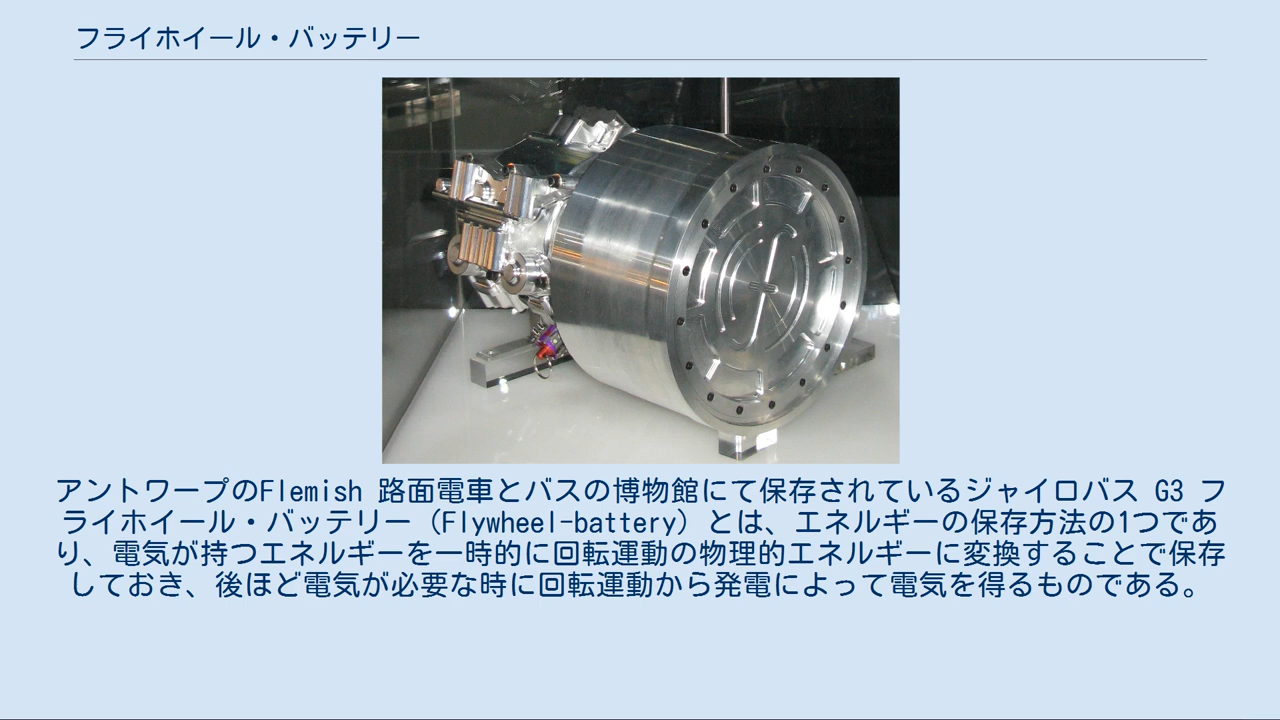 フライホイール・バッテリー
アントワープのFlemish 路面電車とバスの博物館にて保存されているジャイロバス G3 フ
ライホイール・バッテリー（Flywheel-battery）とは、エネルギーの保存方法の1つであ
り、電気が持つエネルギーを一時的に回転運動の物理的エネルギーに変換することで保存
しておき、後ほど電気が必要な時に回転運動から発電によって電気を得るものである。